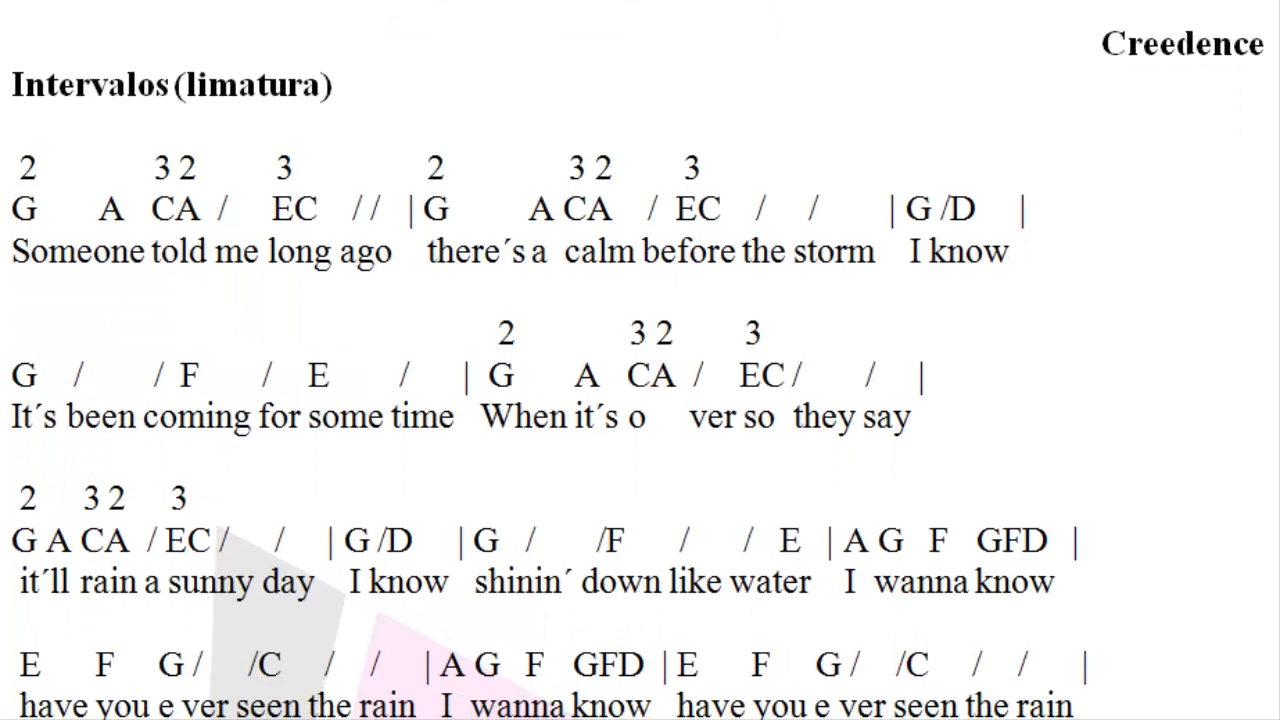 Creedence
Intervalos (limatura)
2 3 2 3 2 3 2 3
G A CA / EC / / | G A CA / EC / / | G /D |
Someone told me long ago there´s a calm before the storm I know
2 3 2 3
G / / F / E / | G A CA / EC / / |
It´s been coming for some time When it´s o ver so they say
2 3 2 3
G A CA / EC / / | G /D | G / /F / / E | A G F GFD |
it´ll rain a sunny day I know shinin´ down like water I wanna know
E F G / /C / / | A G F GFD | E F G / /C / / |
have you e ver seen the rain I wanna know have you e ver seen the rain